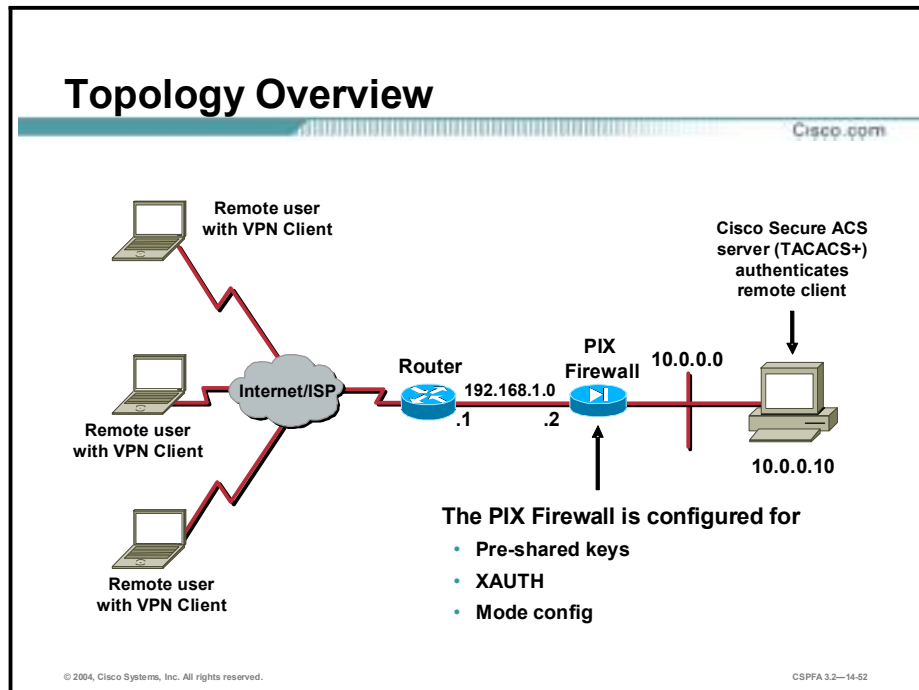 Topology Overview
Cisco.com
Remote user
with VPN Client
Cisco Secure ACS
server (TACACS+)
authenticates
remote client
Remote user
with VPN Client
Internet/ISP
Router
192.168.1.0
.1
.2
PIX
Firewall
10.0.0.0
10.0.0.10
Remote user
with VPN Client
The PIX Firewall is configured for
• Pre-shared keys
• XAUTH
• Mode config
© 2004, Cisco Systems, Inc. All rights reserved.
CSPFA 3.2—14-52